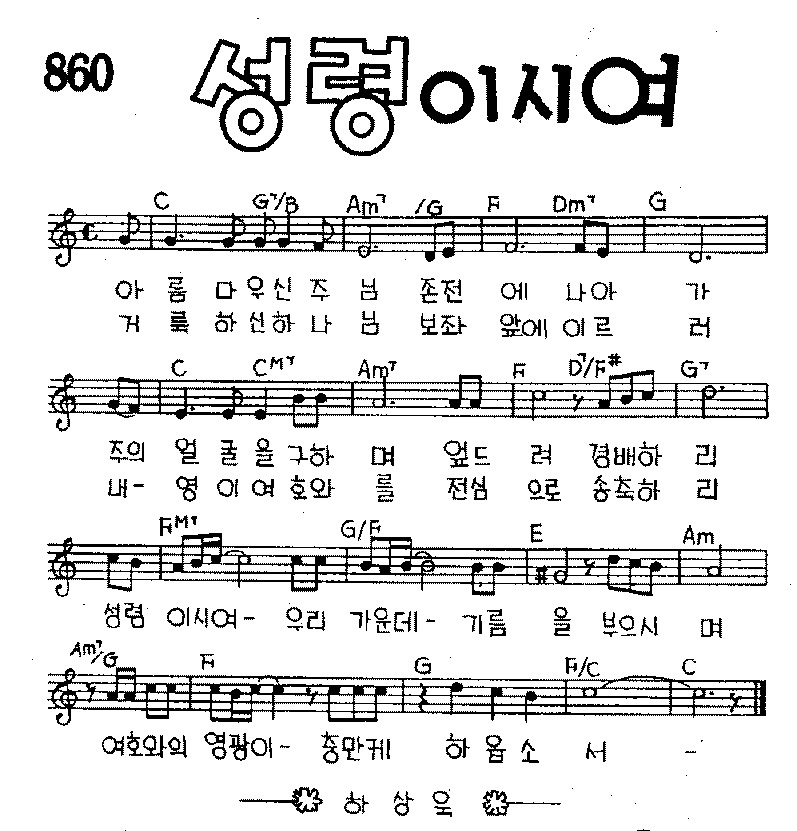 860 성령이시여
C G7/B Am7 /G F Dm7 G
아 름 다 우 신 주 님 존전 에 나아 가
거 룩 하 신 하 나 님 보좌 앞에 이 르 러
C CM7 Am7 F D7/F# G7
주의 얼 굴 을 구하 며 엎드 려 경배하 리
내- 영 이 여 호와 를 전심 으로 송축하 리
FM7 G/F E Am
성령 이시여- 우리 가운데- 기름 을 부으시 며
Am7/G F G F/C C
여호와의 영광이- 충만케 하 옵 소 서 -
하 상 욱